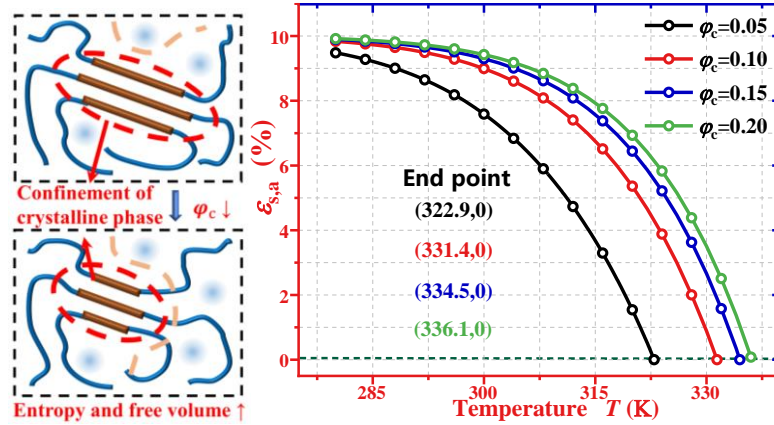 Confinement of
crystalline phase
φc ↓
Entropy and free volume ↑
εs,a (%)
10
8
6
4
2
0
φc=0.05
φc=0.10
φc=0.15
φc=0.20
End point
(322.9,0)
(331.4,0)
(334.5,0)
(336.1,0)
285
300
315
330
Temperature T (K)